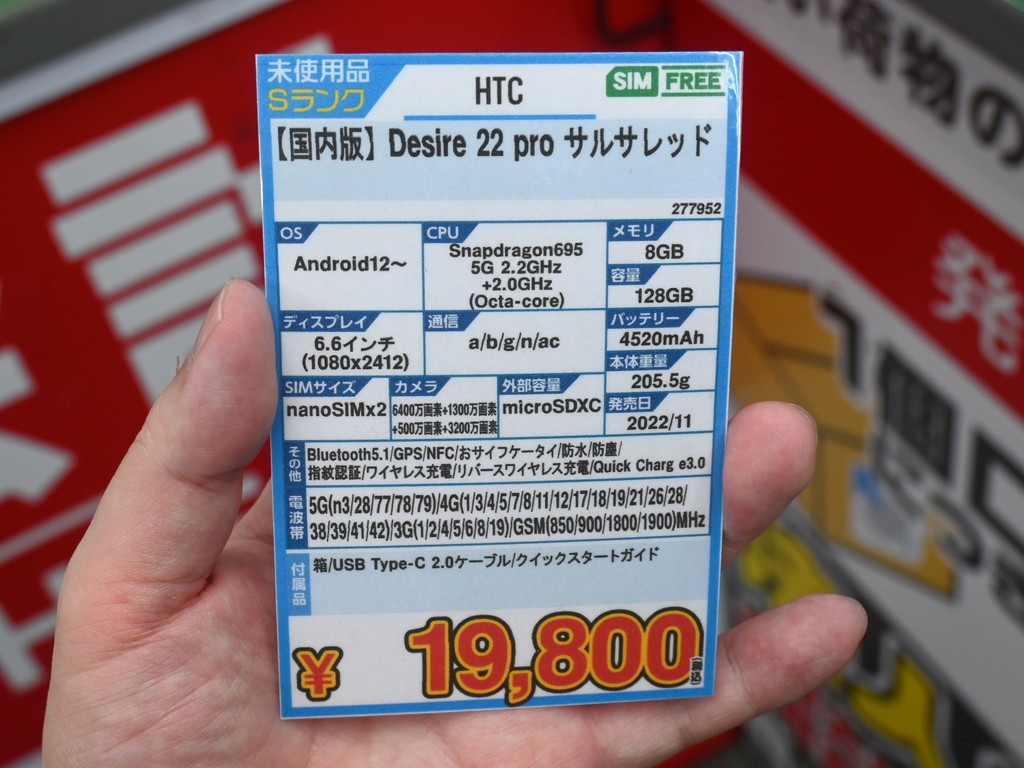 未使用品
Sランク
HTC
SIM FREE
【国内版】Desire 22 pro サルサレッド
277952
OS
Android12～
CPU
Snapdragon695
5G 2.2GHz
+2.0GHz
(Octa-core)
メモリ
8GB
容量
128GB
ディスプレイ
6.6インチ
(1080x2412)
通信
a/b/g/n/ac
バッテリー
4520mAh
本体重量
205.5g
SIMサイズ
nanoSIMx2
カメラ
6400万画素+1300万画素
+500万画素+3200万画素
外部容量
microSDXC
発売日
2022/11
その他
Bluetooth5.1/GPS/NFC/おサイフケータイ/防水/防塵/
指紋認証/ワイヤレス充電/リバースワイヤレス充電/Quick Charg e3.0
電波帯
5G(n3/28/77/78/79)/4G(1/3/4/5/7/8/11/12/17/18/19/21/26/28/
38/39/41/42)/3G(1/2/4/5/6/8/19)/GSM(850/900/1800/1900)MHz
付属品
箱/USB Type-C 2.0ケーブル/クイックスタートガイド
¥19,800(税込)
い荷物の
発
1個口
につき